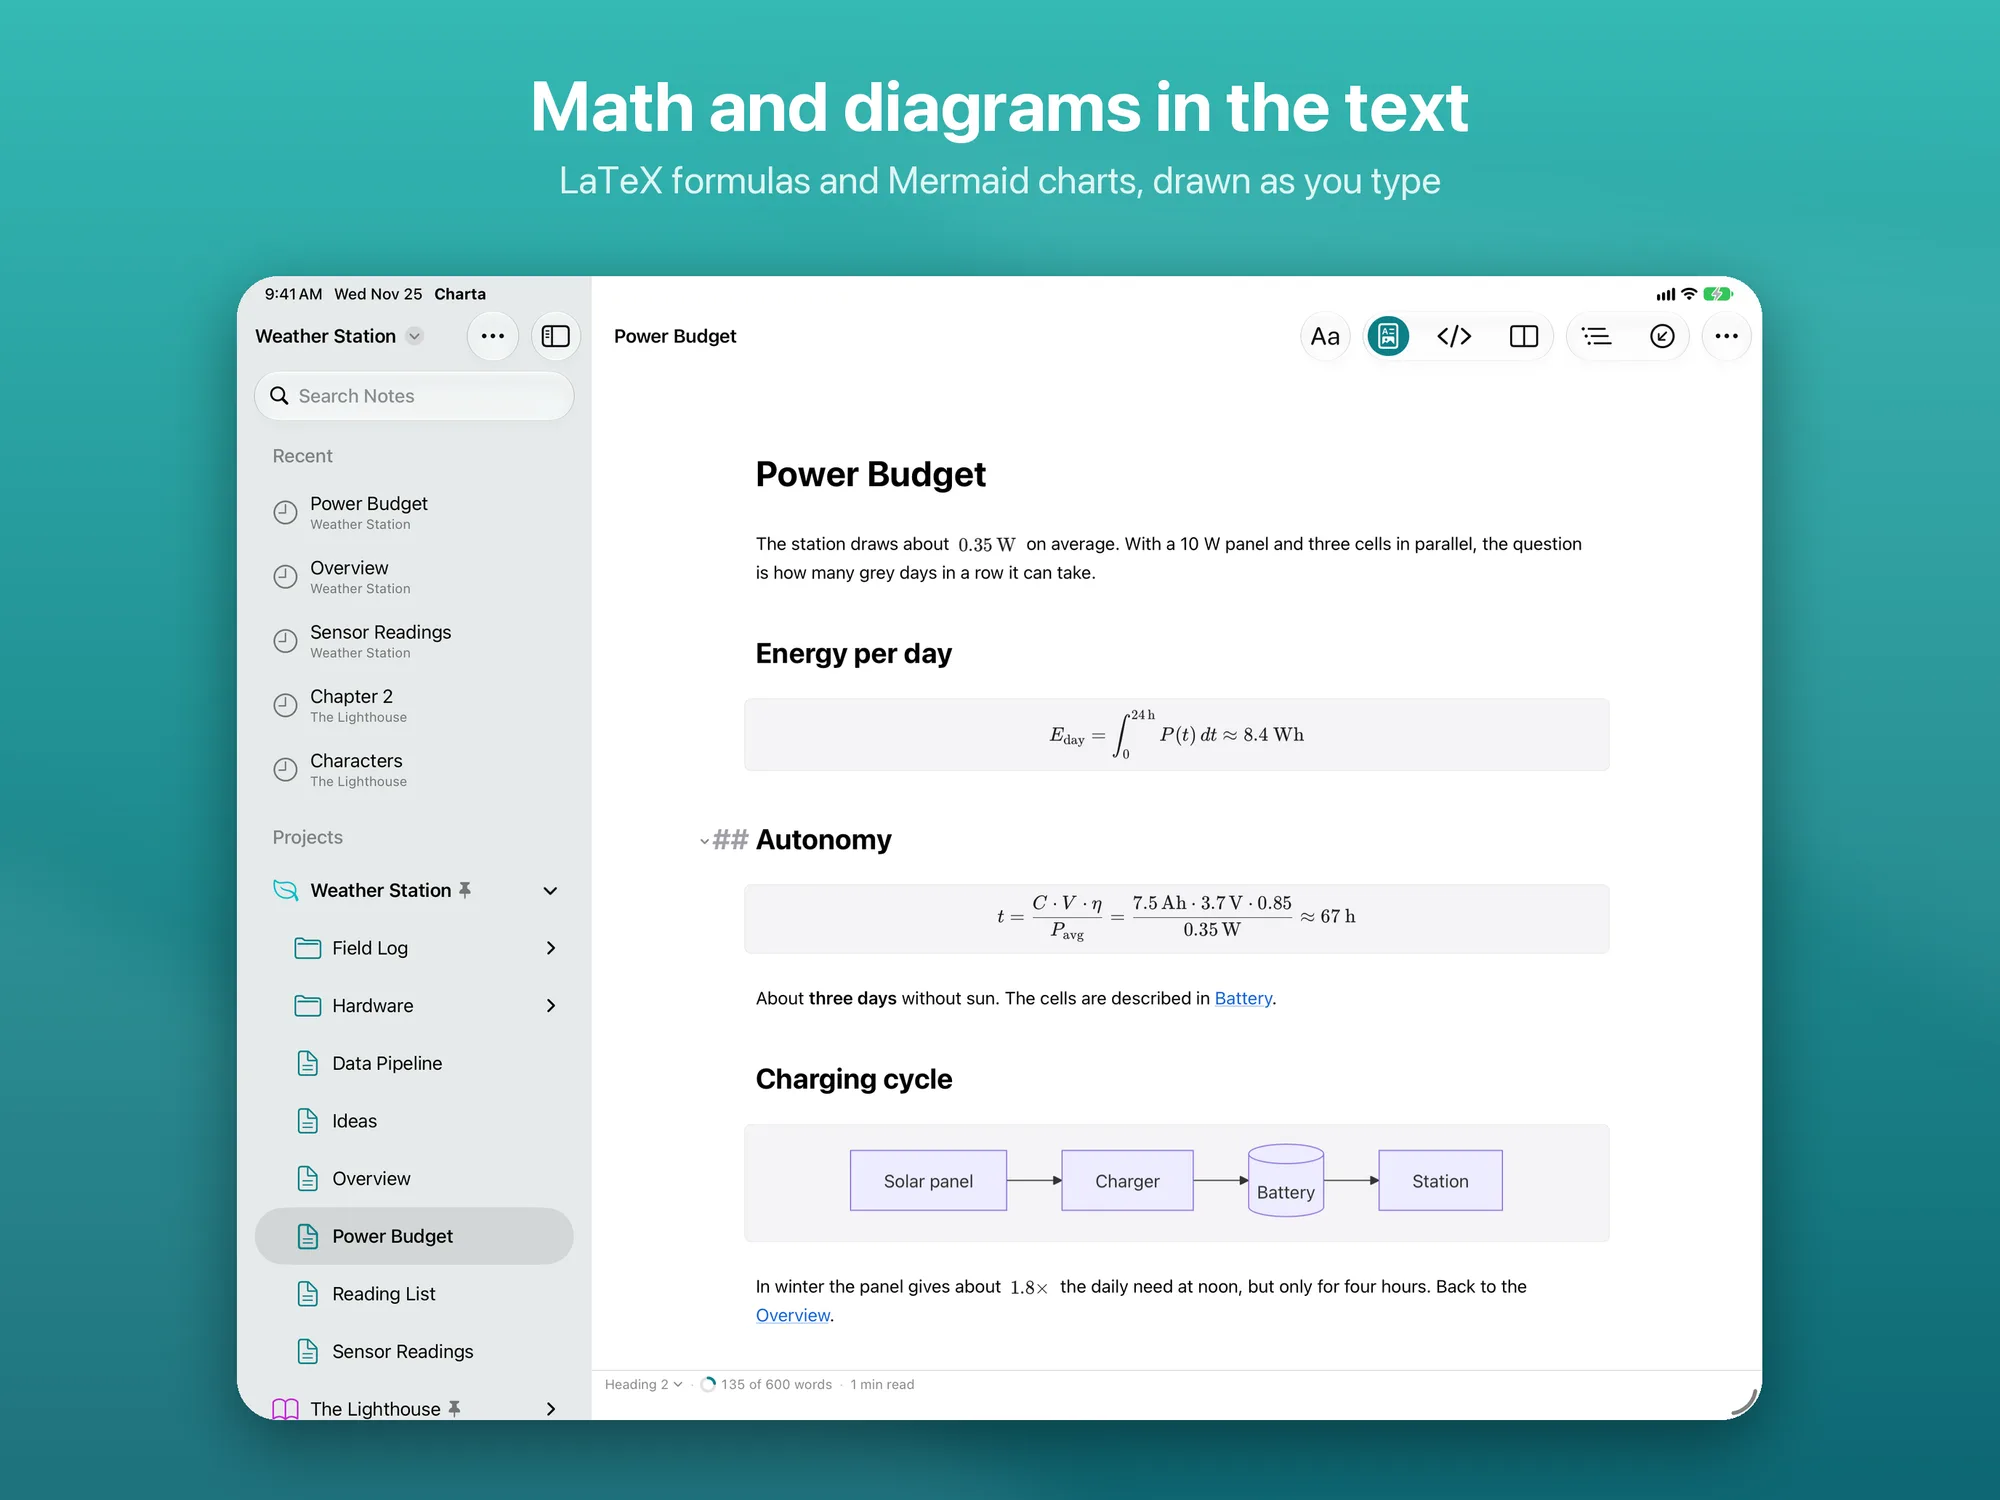 Math and diagrams in the text
LaTeX formulas and Mermaid charts, drawn as you type
9:41 AM Wed Nov 25 Charta
Weather Station
Search Notes
Recent
Power Budget
Weather Station
Overview
Weather Station
Sensor Readings
Weather Station
Chapter 2
The Lighthouse
Characters
The Lighthouse
Projects
Weather Station
Field Log
Hardware
Data Pipeline
Ideas
Overview
Power Budget
Reading List
Sensor Readings
The Lighthouse
Power Budget
Aa
</>
Power Budget
The station draws about 0.35 W on average. With a 10 W panel and three cells in parallel, the question
is how many grey days in a row it can take.
Energy per day
E_day = ∫_0^{24 h} P(t) dt ≈ 8.4 Wh
## Autonomy
t = (C · V · η) / P_avg = (7.5 Ah · 3.7 V · 0.85) / (0.35 W) ≈ 67 h
About three days without sun. The cells are described in Battery.
Charging cycle
Solar panel
Charger
Battery
Station
In winter the panel gives about 1.8× the daily need at noon, but only for four hours. Back to the
Overview.
Heading 2 · 135 of 600 words · 1 min read